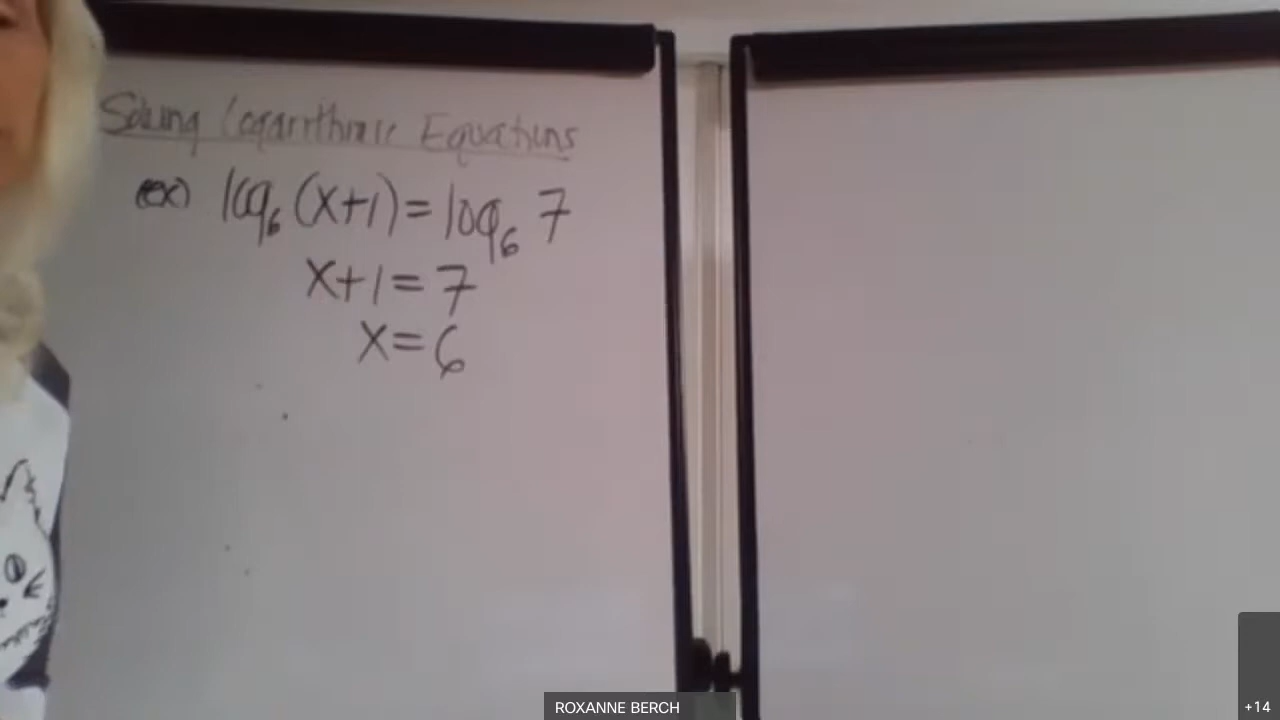 Solving Logarithmic Equations
(ex) log₆ (x+1) = log₆ 7
x+1 = 7
x = 6
ROXANNE BERCH
+14